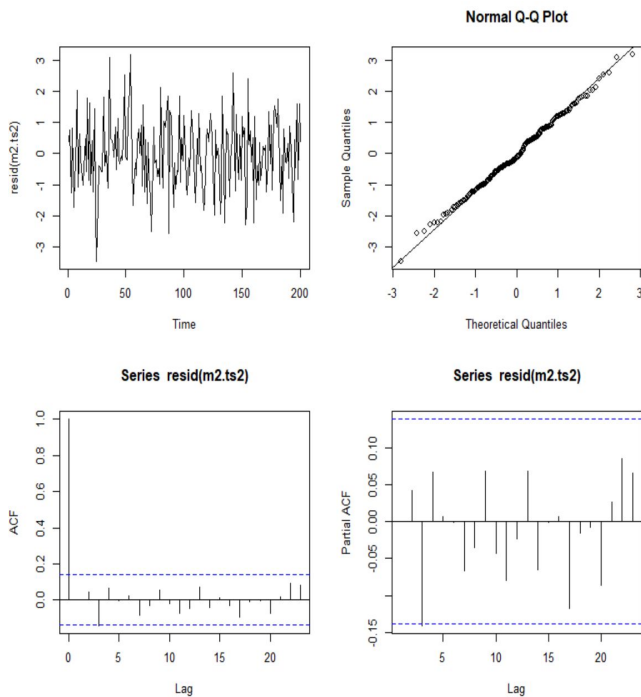 Normal Q-Q Plot
resid(m2.ts2)
3
2
1
0
-1
-2
-3
0 50 100 150 200
Time
Sample Quantiles
3
2
1
0
-1
-2
-3
-3 -2 -1 0 1 2 3
Theoretical Quantiles
Series resid(m2.ts2)
ACF
1.0
0.8
0.6
0.4
0.2
0.0
0 5 10 15 20
Lag
Series resid(m2.ts2)
Partial ACF
0.10
0.05
0.00
-0.05
-0.15
5 10 15 20
Lag